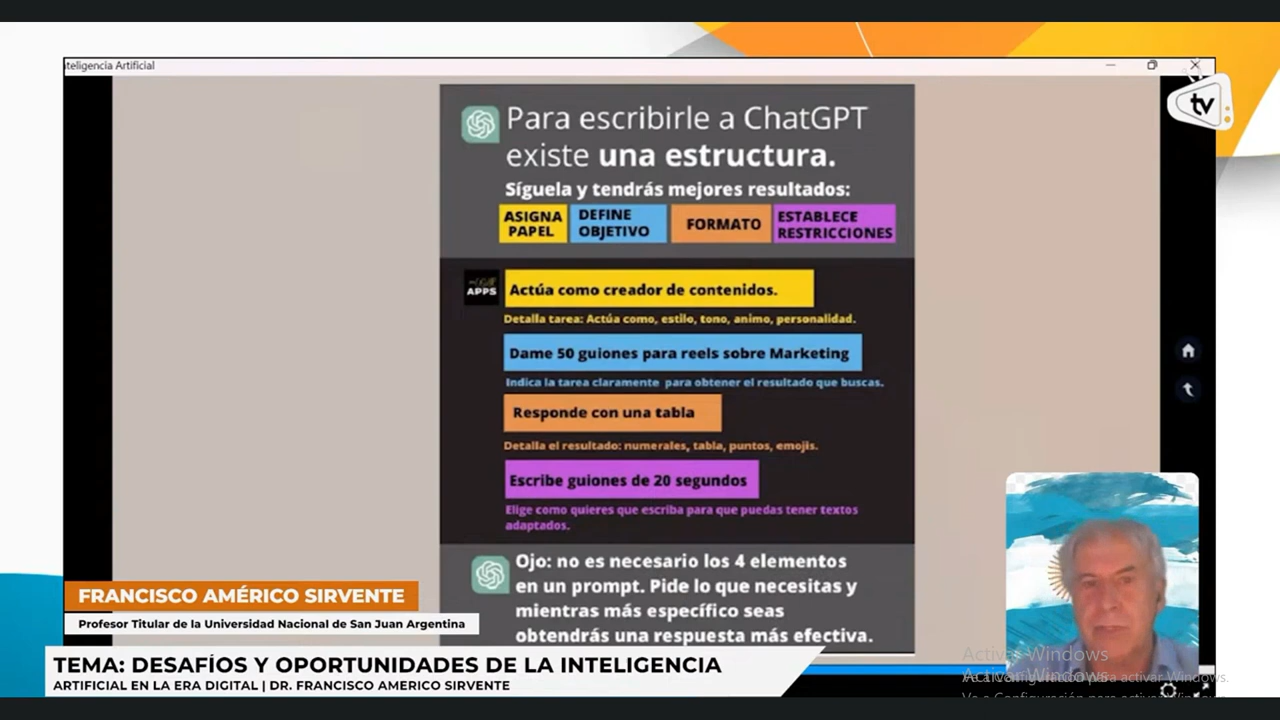 nteligencia Artificial
tv
Para escribirle a ChatGPT
existe una estructura.
Síguela y tendrás mejores resultados:
ASIGNA
PAPEL
DEFINE
OBJETIVO
FORMATO
ESTABLECE
RESTRICCIONES
APPS
Actúa como creador de contenidos.
Detalla tarea: Actúa como, estilo, tono, animo, personalidad.
Dame 50 guiones para reels sobre Marketing
Indica la tarea claramente para obtener el resultado que buscas.
Responde con una tabla
Detalla el resultado: numerales, tabla, puntos, emojis.
Escribe guiones de 20 segundos
Elige como quieres que escriba para que puedas tener textos
adaptados.
Ojo: no es necesario los 4 elementos
en un prompt. Pide lo que necesitas y
mientras más específico seas
obtendrás una respuesta más efectiva.
FRANCISCO AMÉRICO SIRVENTE
Profesor Titular de la Universidad Nacional de San Juan Argentina
TEMA: DESAFÍOS Y OPORTUNIDADES DE LA INTELIGENCIA
ARTIFICIAL EN LA ERA DIGITAL | DR. FRANCISCO AMERICO SIRVENTE
Activar Windows
Activar Windows
para activar Windows.